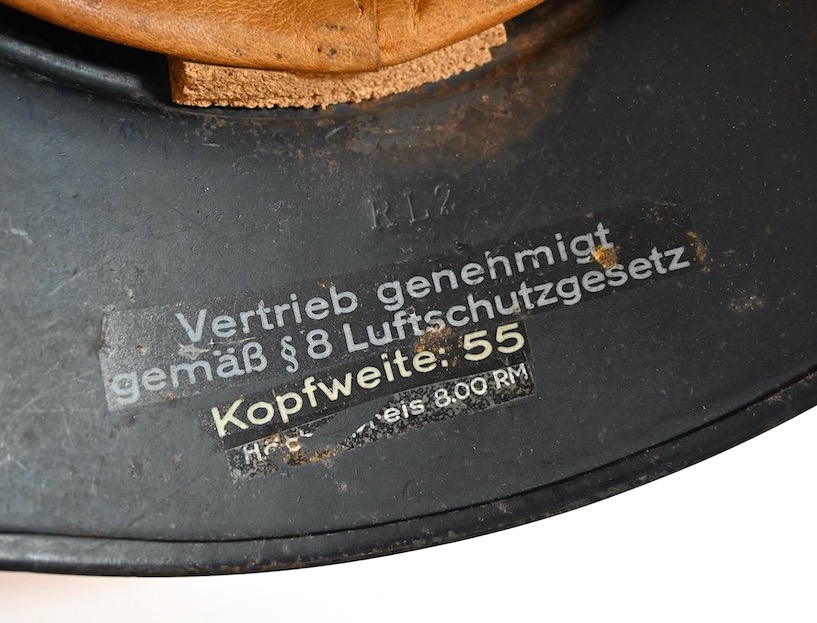 RL2
Vertrieb genehmigt
gemäß § 8 Luftschutzgesetz
Kopfweite: 55
8.00 RM